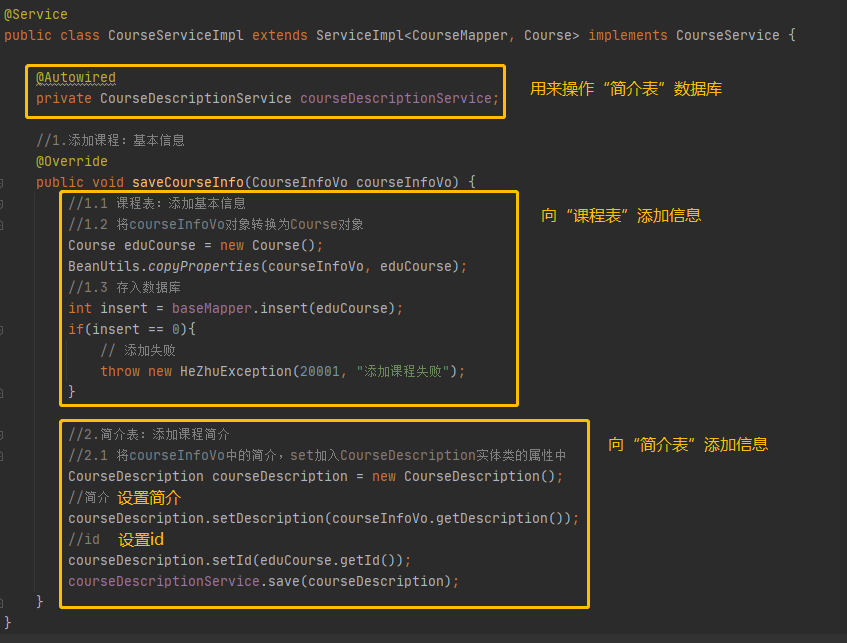 @Service
public class CourseServiceImpl extends ServiceImpl<CourseMapper, Course> implements CourseService {
@Autowired
private CourseDescriptionService courseDescriptionService;
用来操作“简介表”数据库
//1.添加课程: 基本信息
@Override
public void saveCourseInfo(CourseInfoVo courseInfoVo) {
//1.1 课程表: 添加基本信息
//1.2 将courseInfoVo对象转换为Course对象
向“课程表”添加信息
Course eduCourse = new Course();
BeanUtils.copyProperties(courseInfoVo, eduCourse);
//1.3 存入数据库
int insert = baseMapper.insert(eduCourse);
if(insert == 0){
// 添加失败
throw new HeZhuException(20001, "添加课程失败");
}
//2.简介表: 添加课程简介
向“简介表”添加信息
//2.1 将courseInfoVo中的简介，set加入CourseDescription实体类的属性中
CourseDescription courseDescription = new CourseDescription();
//简介 设置简介
courseDescription.setDescription(courseInfoVo.getDescription());
//id 设置id
courseDescription.setId(eduCourse.getId());
courseDescriptionService.save(courseDescription);
}
}